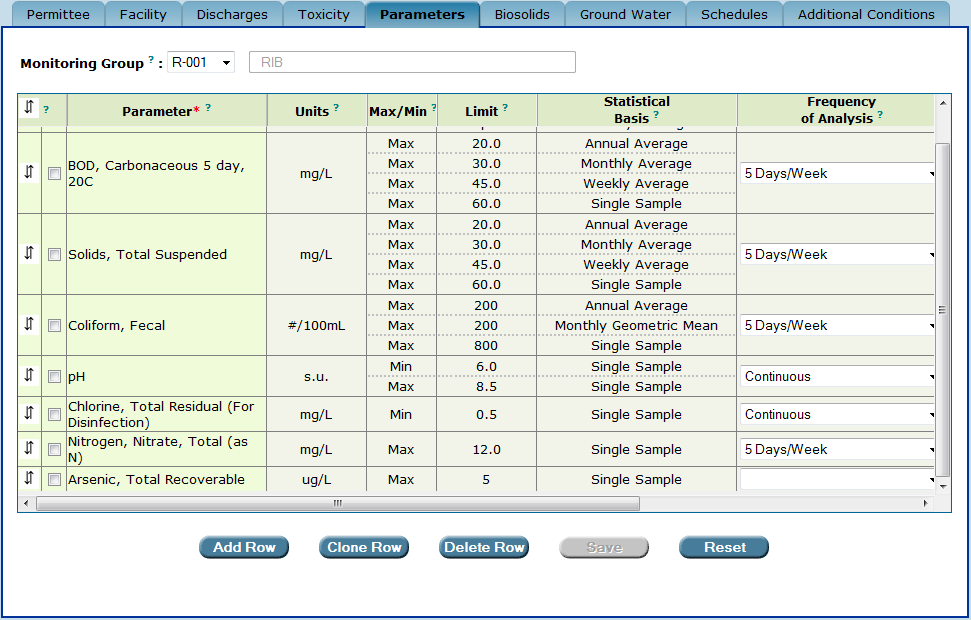 Permittee Facility Discharges Toxicity Parameters Biosolids Ground Water Schedules Additional Conditions
Monitoring Group ? : R-001 RIB
? Parameter* ? Units ? Max/Min ? Limit ? Statistical Basis ? Frequency of Analysis ?
BOD, Carbonaceous 5 day, 20C mg/L 5 Days/Week
Max 20.0 Annual Average
Max 30.0 Monthly Average
Max 45.0 Weekly Average
Max 60.0 Single Sample
Solids, Total Suspended mg/L 5 Days/Week
Max 20.0 Annual Average
Max 30.0 Monthly Average
Max 45.0 Weekly Average
Max 60.0 Single Sample
Coliform, Fecal #/100mL 5 Days/Week
Max 200 Annual Average
Max 200 Monthly Geometric Mean
Max 800 Single Sample
pH s.u. Continuous
Min 6.0 Single Sample
Max 8.5 Single Sample
Chlorine, Total Residual (For Disinfection) mg/L Min 0.5 Single Sample Continuous
Nitrogen, Nitrate, Total (as N) mg/L Max 12.0 Single Sample 5 Days/Week
Arsenic, Total Recoverable ug/L Max 5 Single Sample
Add Row Clone Row Delete Row Save Reset